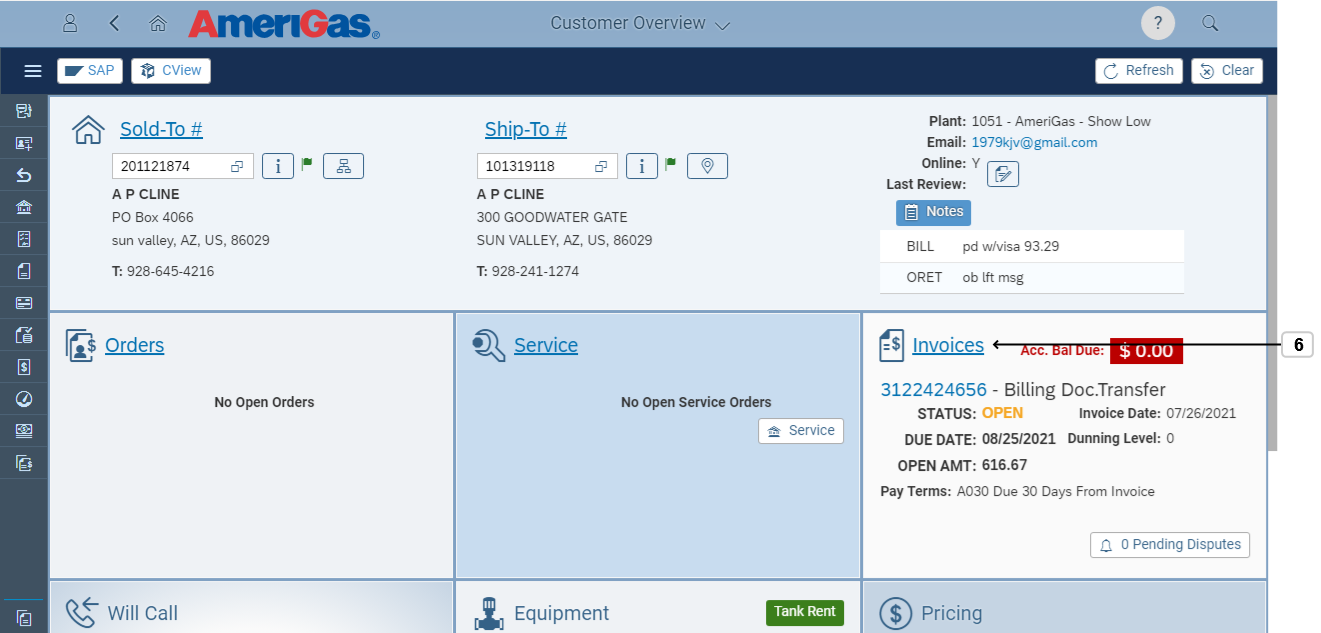 AmeriGas®
Customer Overview
?
SAP
CView
Refresh
Clear
Sold-To #
201121874
i
A P CLINE
PO Box 4066
sun valley, AZ, US, 86029
T: 928-645-4216
Ship-To #
101319118
i
A P CLINE
300 GOODWATER GATE
SUN VALLEY, AZ, US, 86029
T: 928-241-1274
Plant: 1051 - AmeriGas - Show Low
Email: 1979kjv@gmail.com
Online: Y
Last Review:
Notes
BILL pd w/visa 93.29
ORET ob lft msg
Orders
No Open Orders
Service
No Open Service Orders
Service
Invoices
Acc. Bal Due: $ 0.00
6
3122424656 - Billing Doc.Transfer
STATUS: OPEN Invoice Date: 07/26/2021
DUE DATE: 08/25/2021 Dunning Level: 0
OPEN AMT: 616.67
Pay Terms: A030 Due 30 Days From Invoice
0 Pending Disputes
Will Call
Equipment
Tank Rent
Pricing